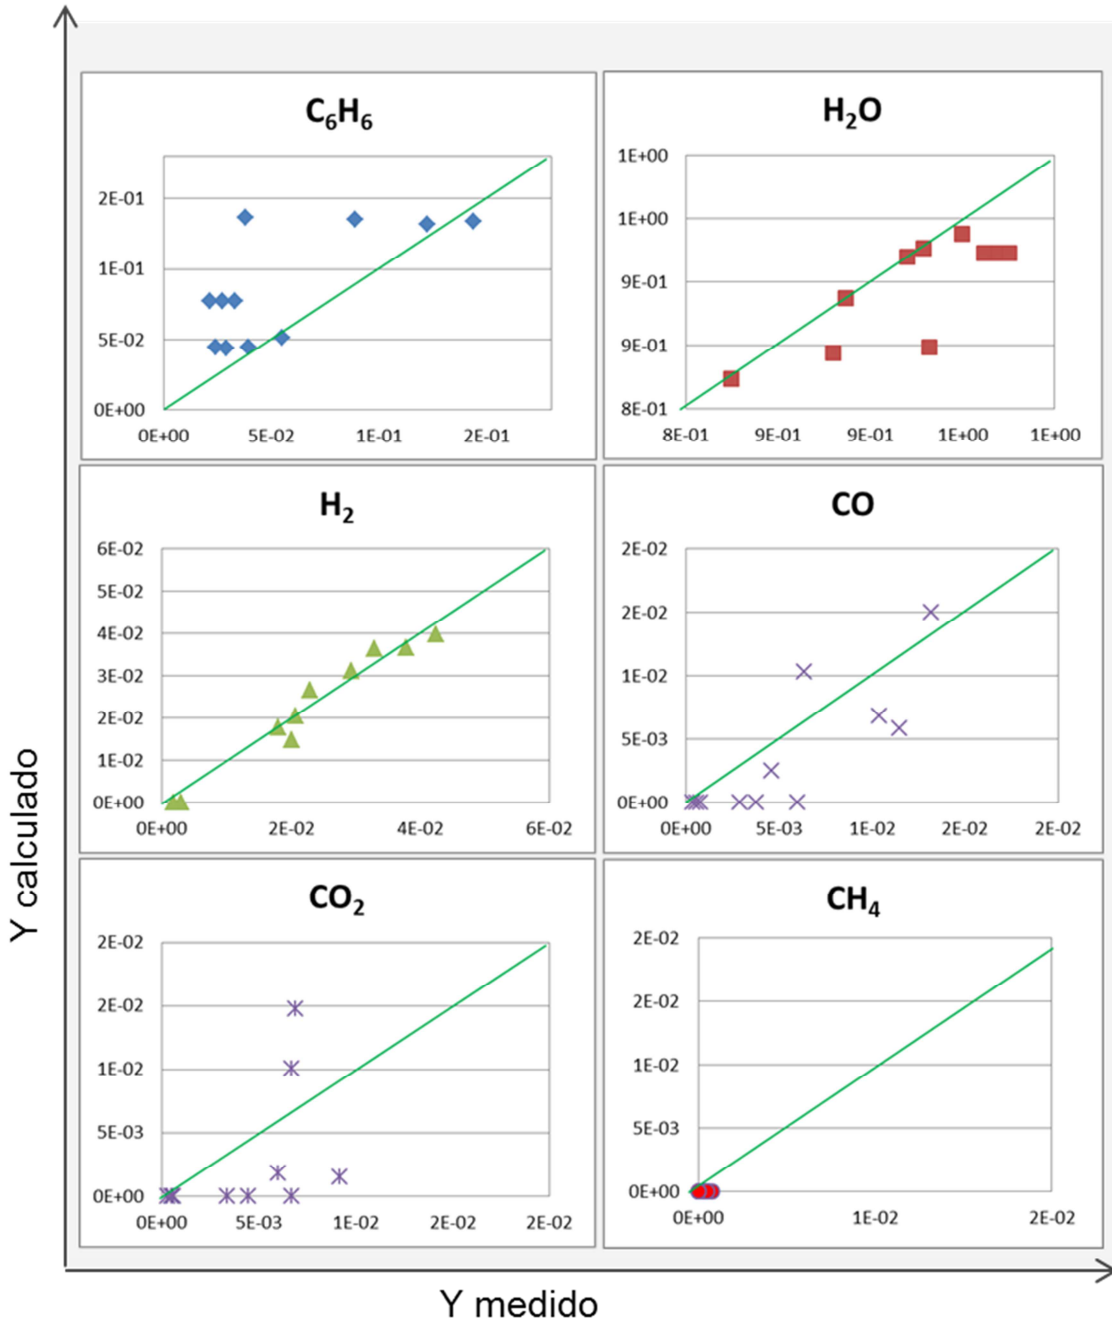 C₆H₆
2E-01
1E-01
5E-02
0E+00
0E+00 5E-02 1E-01 2E-01
H₂O
1E+00
1E+00
9E-01
9E-01
8E-01
8E-01 9E-01 9E-01 1E+00 1E+00
H₂
6E-02
5E-02
4E-02
3E-02
2E-02
1E-02
0E+00
0E+00 2E-02 4E-02 6E-02
CO
2E-02
2E-02
1E-02
5E-03
0E+00
0E+00 5E-03 1E-02 2E-02 2E-02
CO₂
2E-02
2E-02
1E-02
5E-03
0E+00
0E+00 5E-03 1E-02 2E-02 2E-02
CH₄
2E-02
2E-02
1E-02
5E-03
0E+00
0E+00 1E-02 2E-02
Y calculado
Y medido